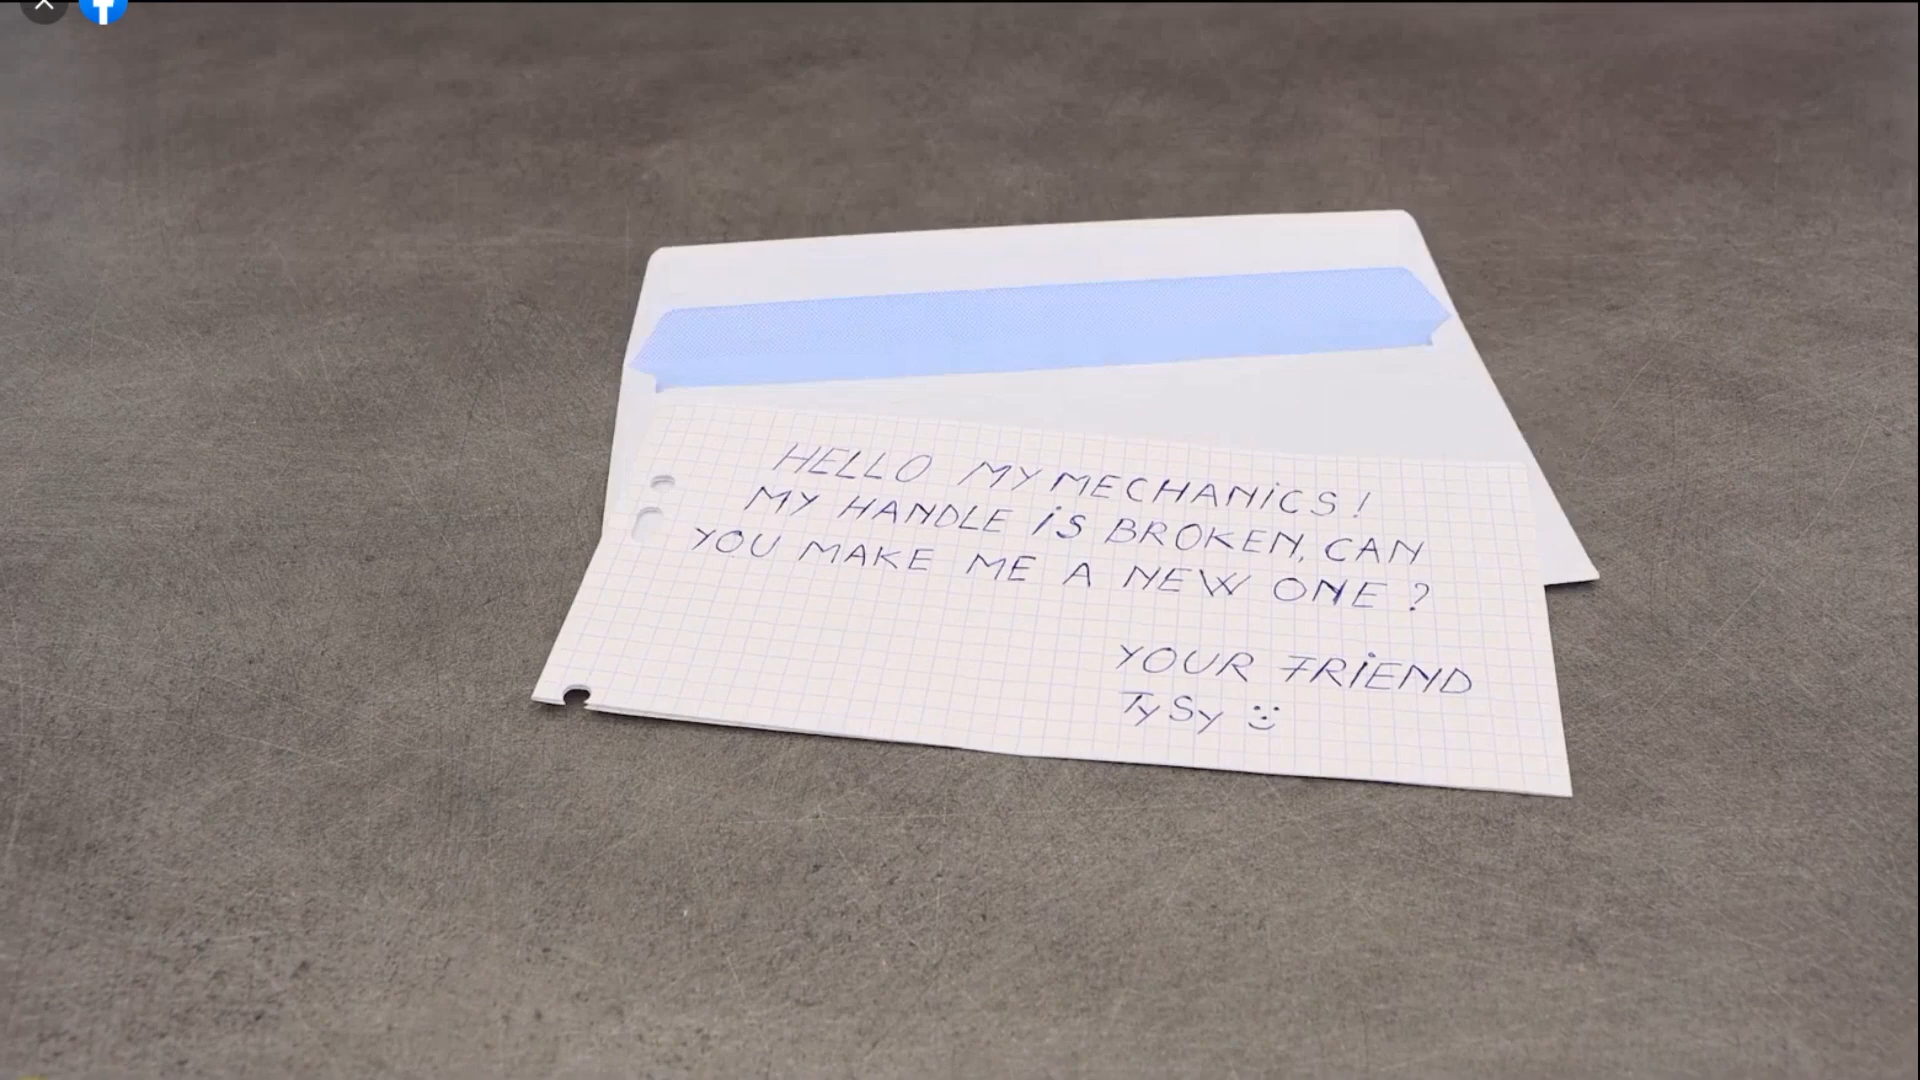 HELLO MY MECHANiCS!
MY HANDLE iS BROKEN, CAN
YOU MAKE ME A NEW ONE?
YOUR FRiEND
TySy